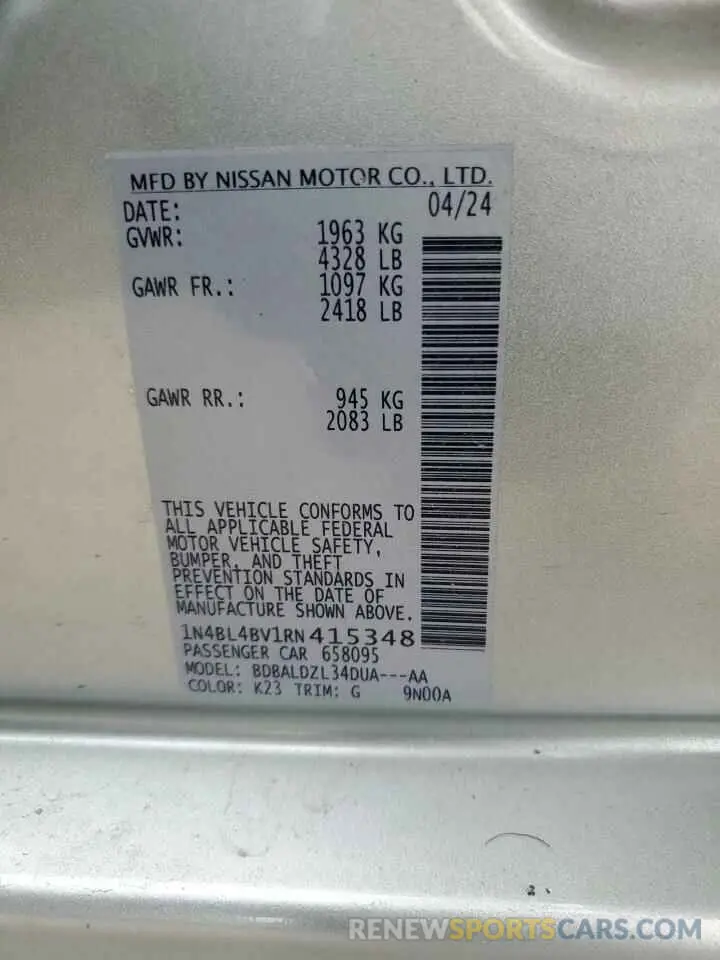 MFD BY NISSAN MOTOR CO., LTD.
DATE: 04/24
GVWR: 1963 KG
4328 LB
GAWR FR.: 1097 KG
2418 LB
GAWR RR.: 945 KG
2083 LB
THIS VEHICLE CONFORMS TO
ALL APPLICABLE FEDERAL
MOTOR VEHICLE SAFETY,
BUMPER, AND THEFT
PREVENTION STANDARDS IN
EFFECT ON THE DATE OF
MANUFACTURE SHOWN ABOVE.
1N4BL4BV1RN415348
PASSENGER CAR 658095
MODEL: BDBALDZL34DUA---AA
COLOR: K23 TRIM: G 9N00A
RENEWSPORTSCARS.COM